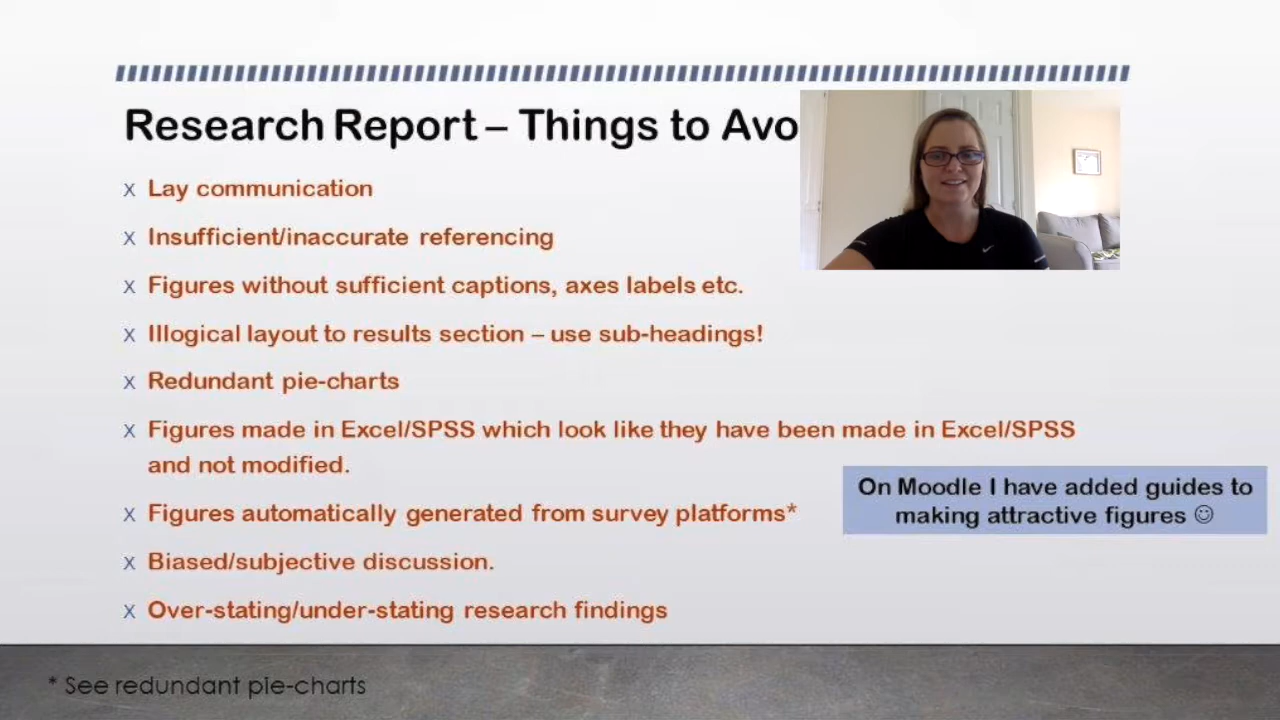 Research Report – Things to Avo
x Lay communication
x Insufficient/inaccurate referencing
x Figures without sufficient captions, axes labels etc.
x Illogical layout to results section – use sub-headings!
x Redundant pie-charts
x Figures made in Excel/SPSS which look like they have been made in Excel/SPSS
and not modified.
On Moodle I have added guides to
making attractive figures ☺
x Figures automatically generated from survey platforms*
x Biased/subjective discussion.
x Over-stating/under-stating research findings
* See redundant pie-charts